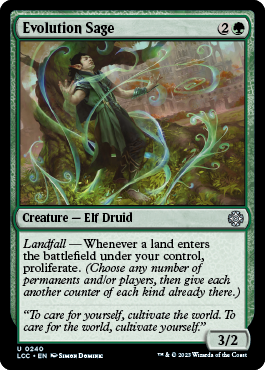 Evolution Sage 2
Creature — Elf Druid
Landfall — Whenever a land enters
the battlefield under your control,
proliferate. (Choose any number of
permanents and/or players, then give each
another counter of each kind already there.)
“To care for yourself, cultivate the world. To
care for the world, cultivate yourself.”
3/2
U 0240
LCC • EN Simon Dominic
™ & © 2023 Wizards of the Coast